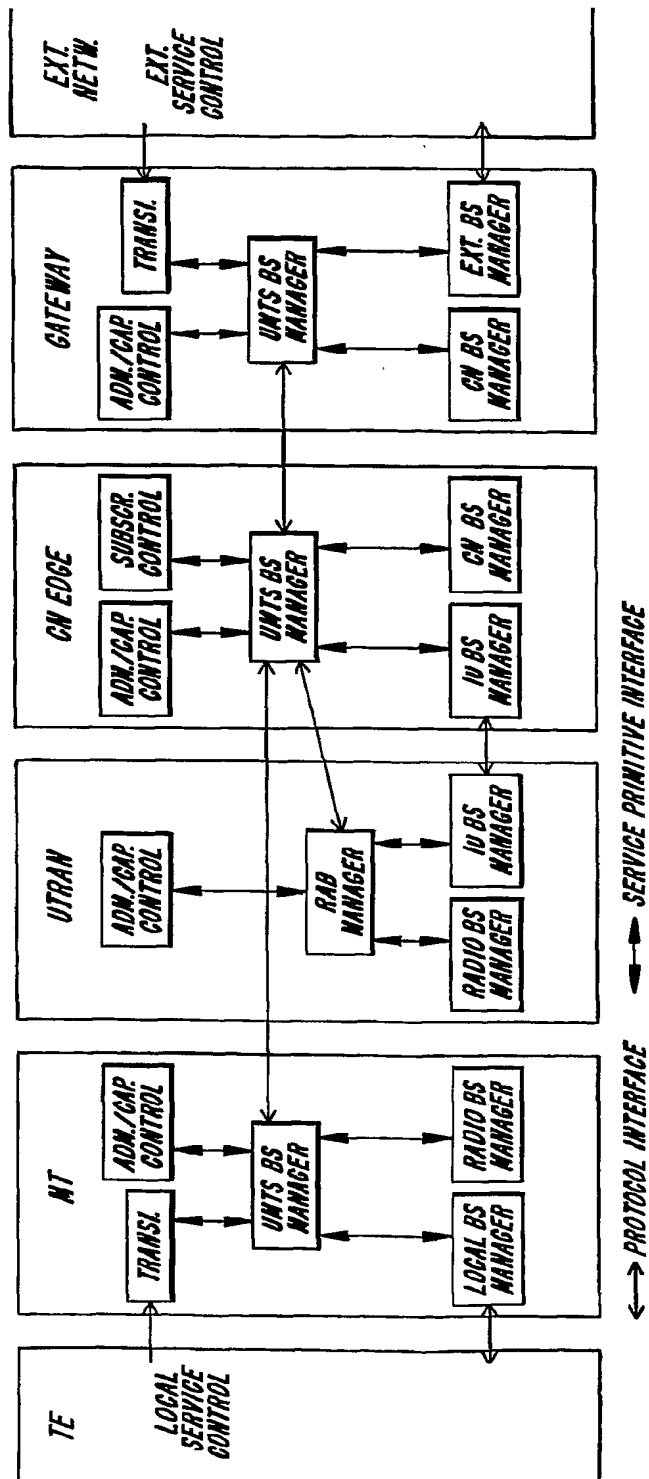 TE
LOCAL
SERVICE
CONTROL
MT
TRANSL.
ADM./CAP.
CONTROL
UMTS BS
MANAGER
LOCAL BS
MANAGER
RADIO BS
MANAGER
UTRAN
ADM./CAP.
CONTROL
RAB
MANAGER
RADIO BS
MANAGER
IU BS
MANAGER
CN EDGE
ADM./CAP.
CONTROL
SUBSCR.
CONTROL
UMTS BS
MANAGER
IU BS
MANAGER
CN BS
MANAGER
GATEWAY
ADM./CAP.
CONTROL
TRANSL.
UMTS BS
MANAGER
CN BS
MANAGER
EXT. BS
MANAGER
EXT.
NETW.
EXT.
SERVICE
CONTROL
PROTOCOL INTERFACE
SERVICE PRIMITIVE INTERFACE